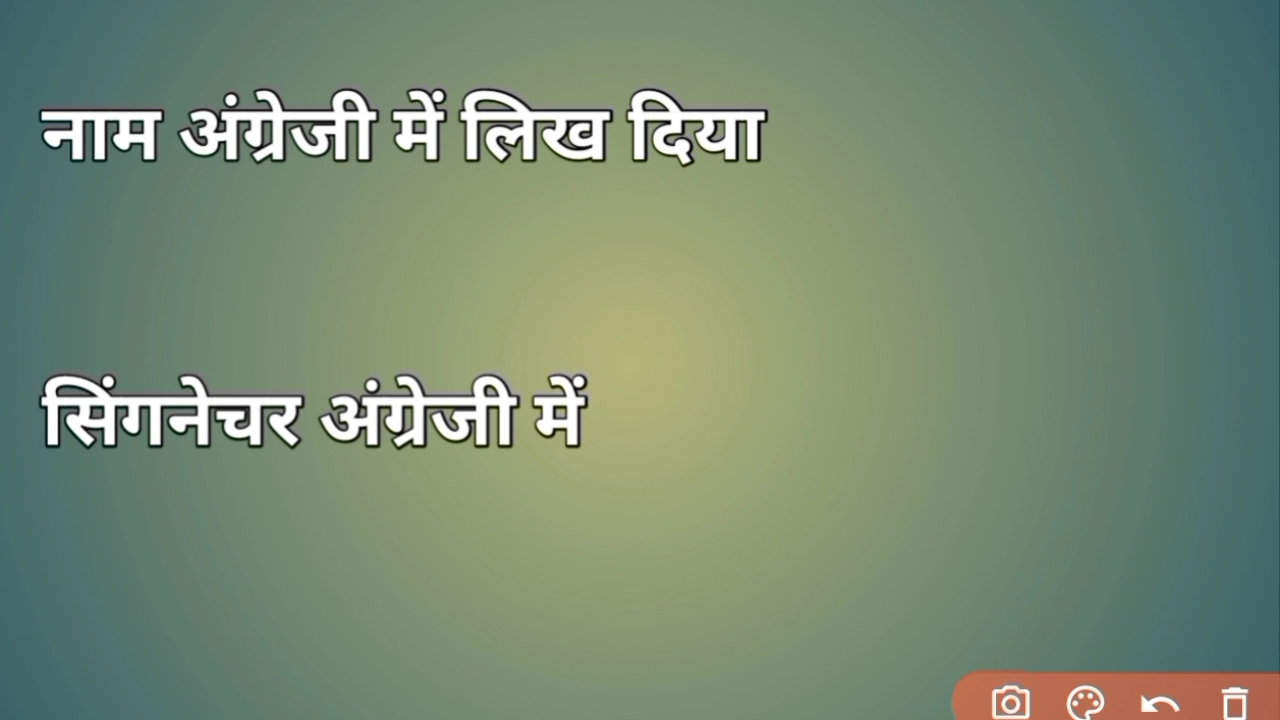 नाम अंग्रेजी में लिख दिया
सिंगनेचर अंग्रेजी में